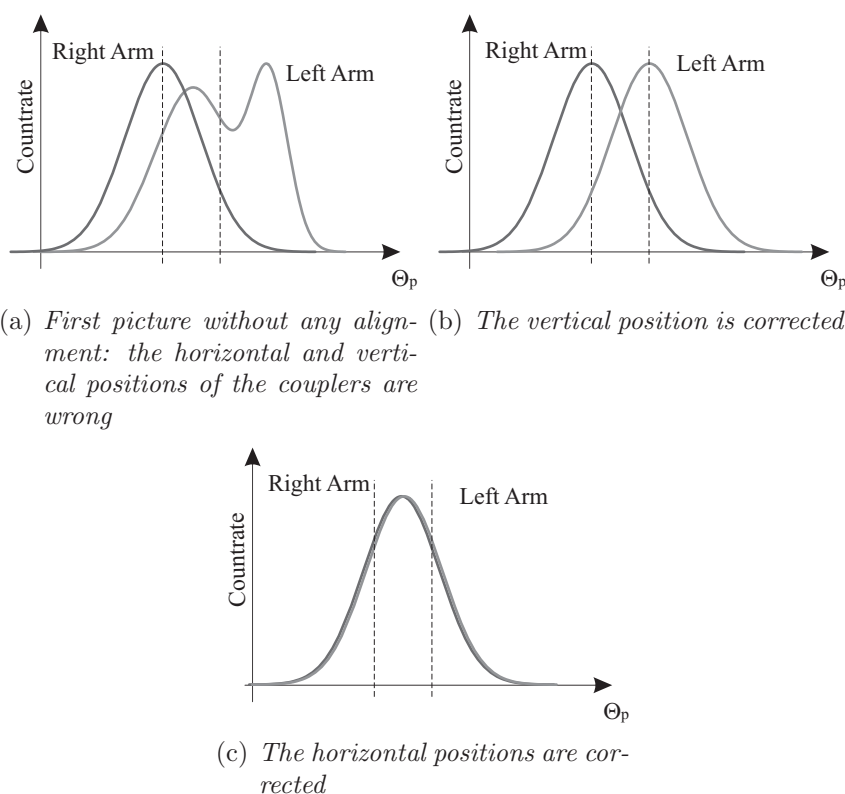 Right Arm
Left Arm
Countrate
Θp
Right Arm
Left Arm
Countrate
Θp
(a) First picture without any align-
ment: the horizontal and verti-
cal positions of the couplers are
wrong
(b) The vertical position is corrected
Right Arm
Left Arm
Countrate
Θp
(c) The horizontal positions are cor-
rected